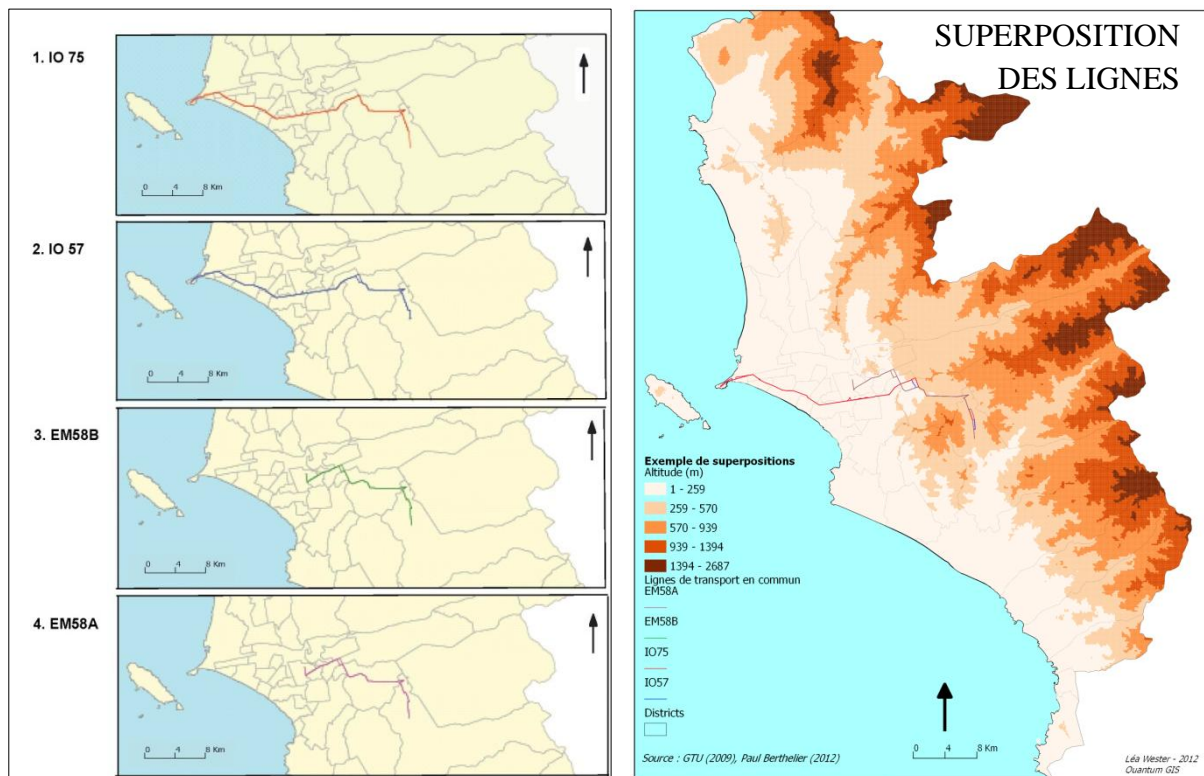 1. IO 75
0 4 8 Km
2. IO 57
0 4 8 Km
3. EM58B
0 4 8 Km
4. EM58A
0 4 8 Km
SUPERPOSITION
DES LIGNES
Exemple de superpositions
Altitude (m)
1 - 259
259 - 570
570 - 939
939 - 1394
1394 - 2687
Lignes de transport en commun
EM58A
EM58B
IO75
IO57
Districts
0 4 8 Km
Source : GTU (2009), Paul Berthelier (2012)
Léa Wester - 2012
Quantum GIS